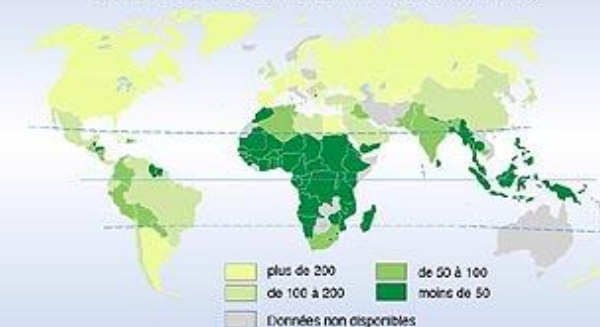 plus de 200
de 50 à 100
de 100 à 200
moins de 50
Données non disponibles